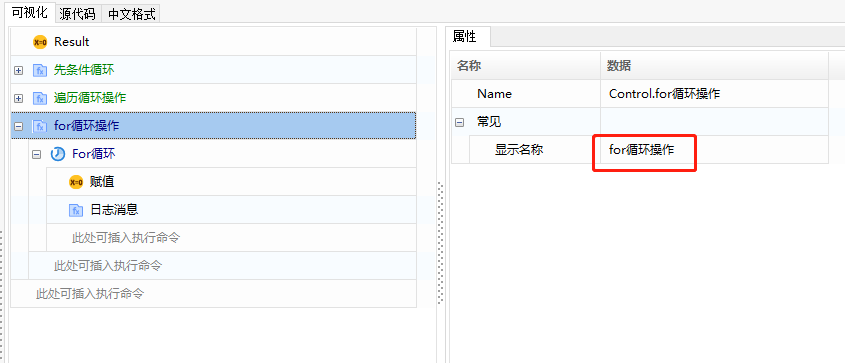 可视化 源代码 中文格式
Result
先条件循环
遍历循环操作
for循环操作
For循环
赋值
日志消息
此处可插入执行命令
此处可插入执行命令
此处可插入执行命令
属性
名称 数据
Name Control.for循环操作
常见
显示名称 for循环操作